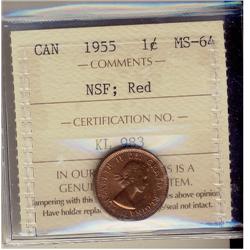 CAN 1955 1¢ MS-64
COMMENTS
NSF; Red
CERTIFICATION NO.
KL 983
IN OUR IS A
GENU TEM.
tampering with this above opinion
Have holder repla /seal not intact.